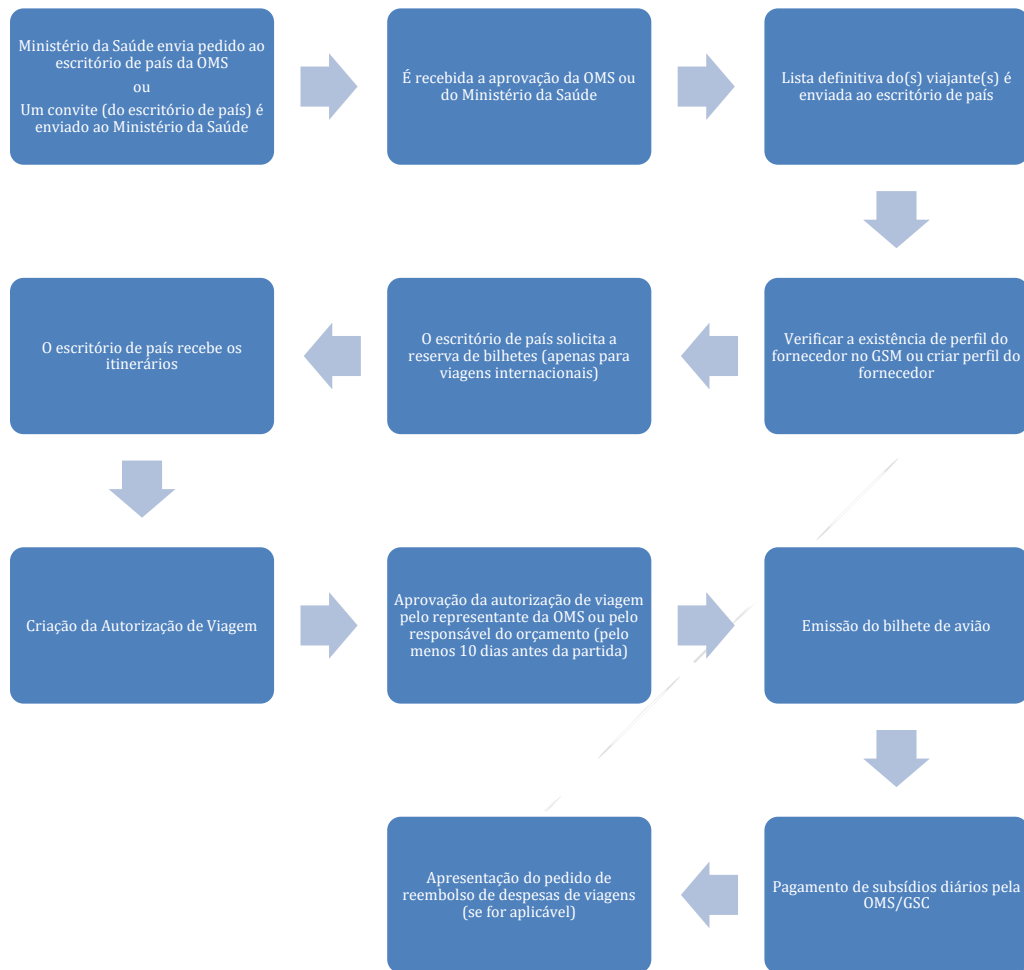 Ministério da Saúde envia pedido ao
escritório de país da OMS
ou
Um convite (do escritório de país) é
enviado ao Ministério da Saúde
É recebida a aprovação da OMS ou
do Ministério da Saúde
Lista definitiva do(s) viajante(s) é
enviada ao escritório de país
Verificar a existência de perfil do
fornecedor no GSM ou criar perfil do
fornecedor
O escritório de país solicita a
reserva de bilhetes (apenas para
viagens internacionais)
O escritório de país recebe os
itinerários
Criação da Autorização de Viagem
Aprovação da autorização de viagem
pelo representante da OMS ou pelo
responsável do orçamento (pelo
menos 10 dias antes da partida)
Emissão do bilhete de avião
Pagamento de subsídios diários pela
OMS/GSC
Apresentação do pedido de
reembolso de despesas de viagens
(se for aplicável)